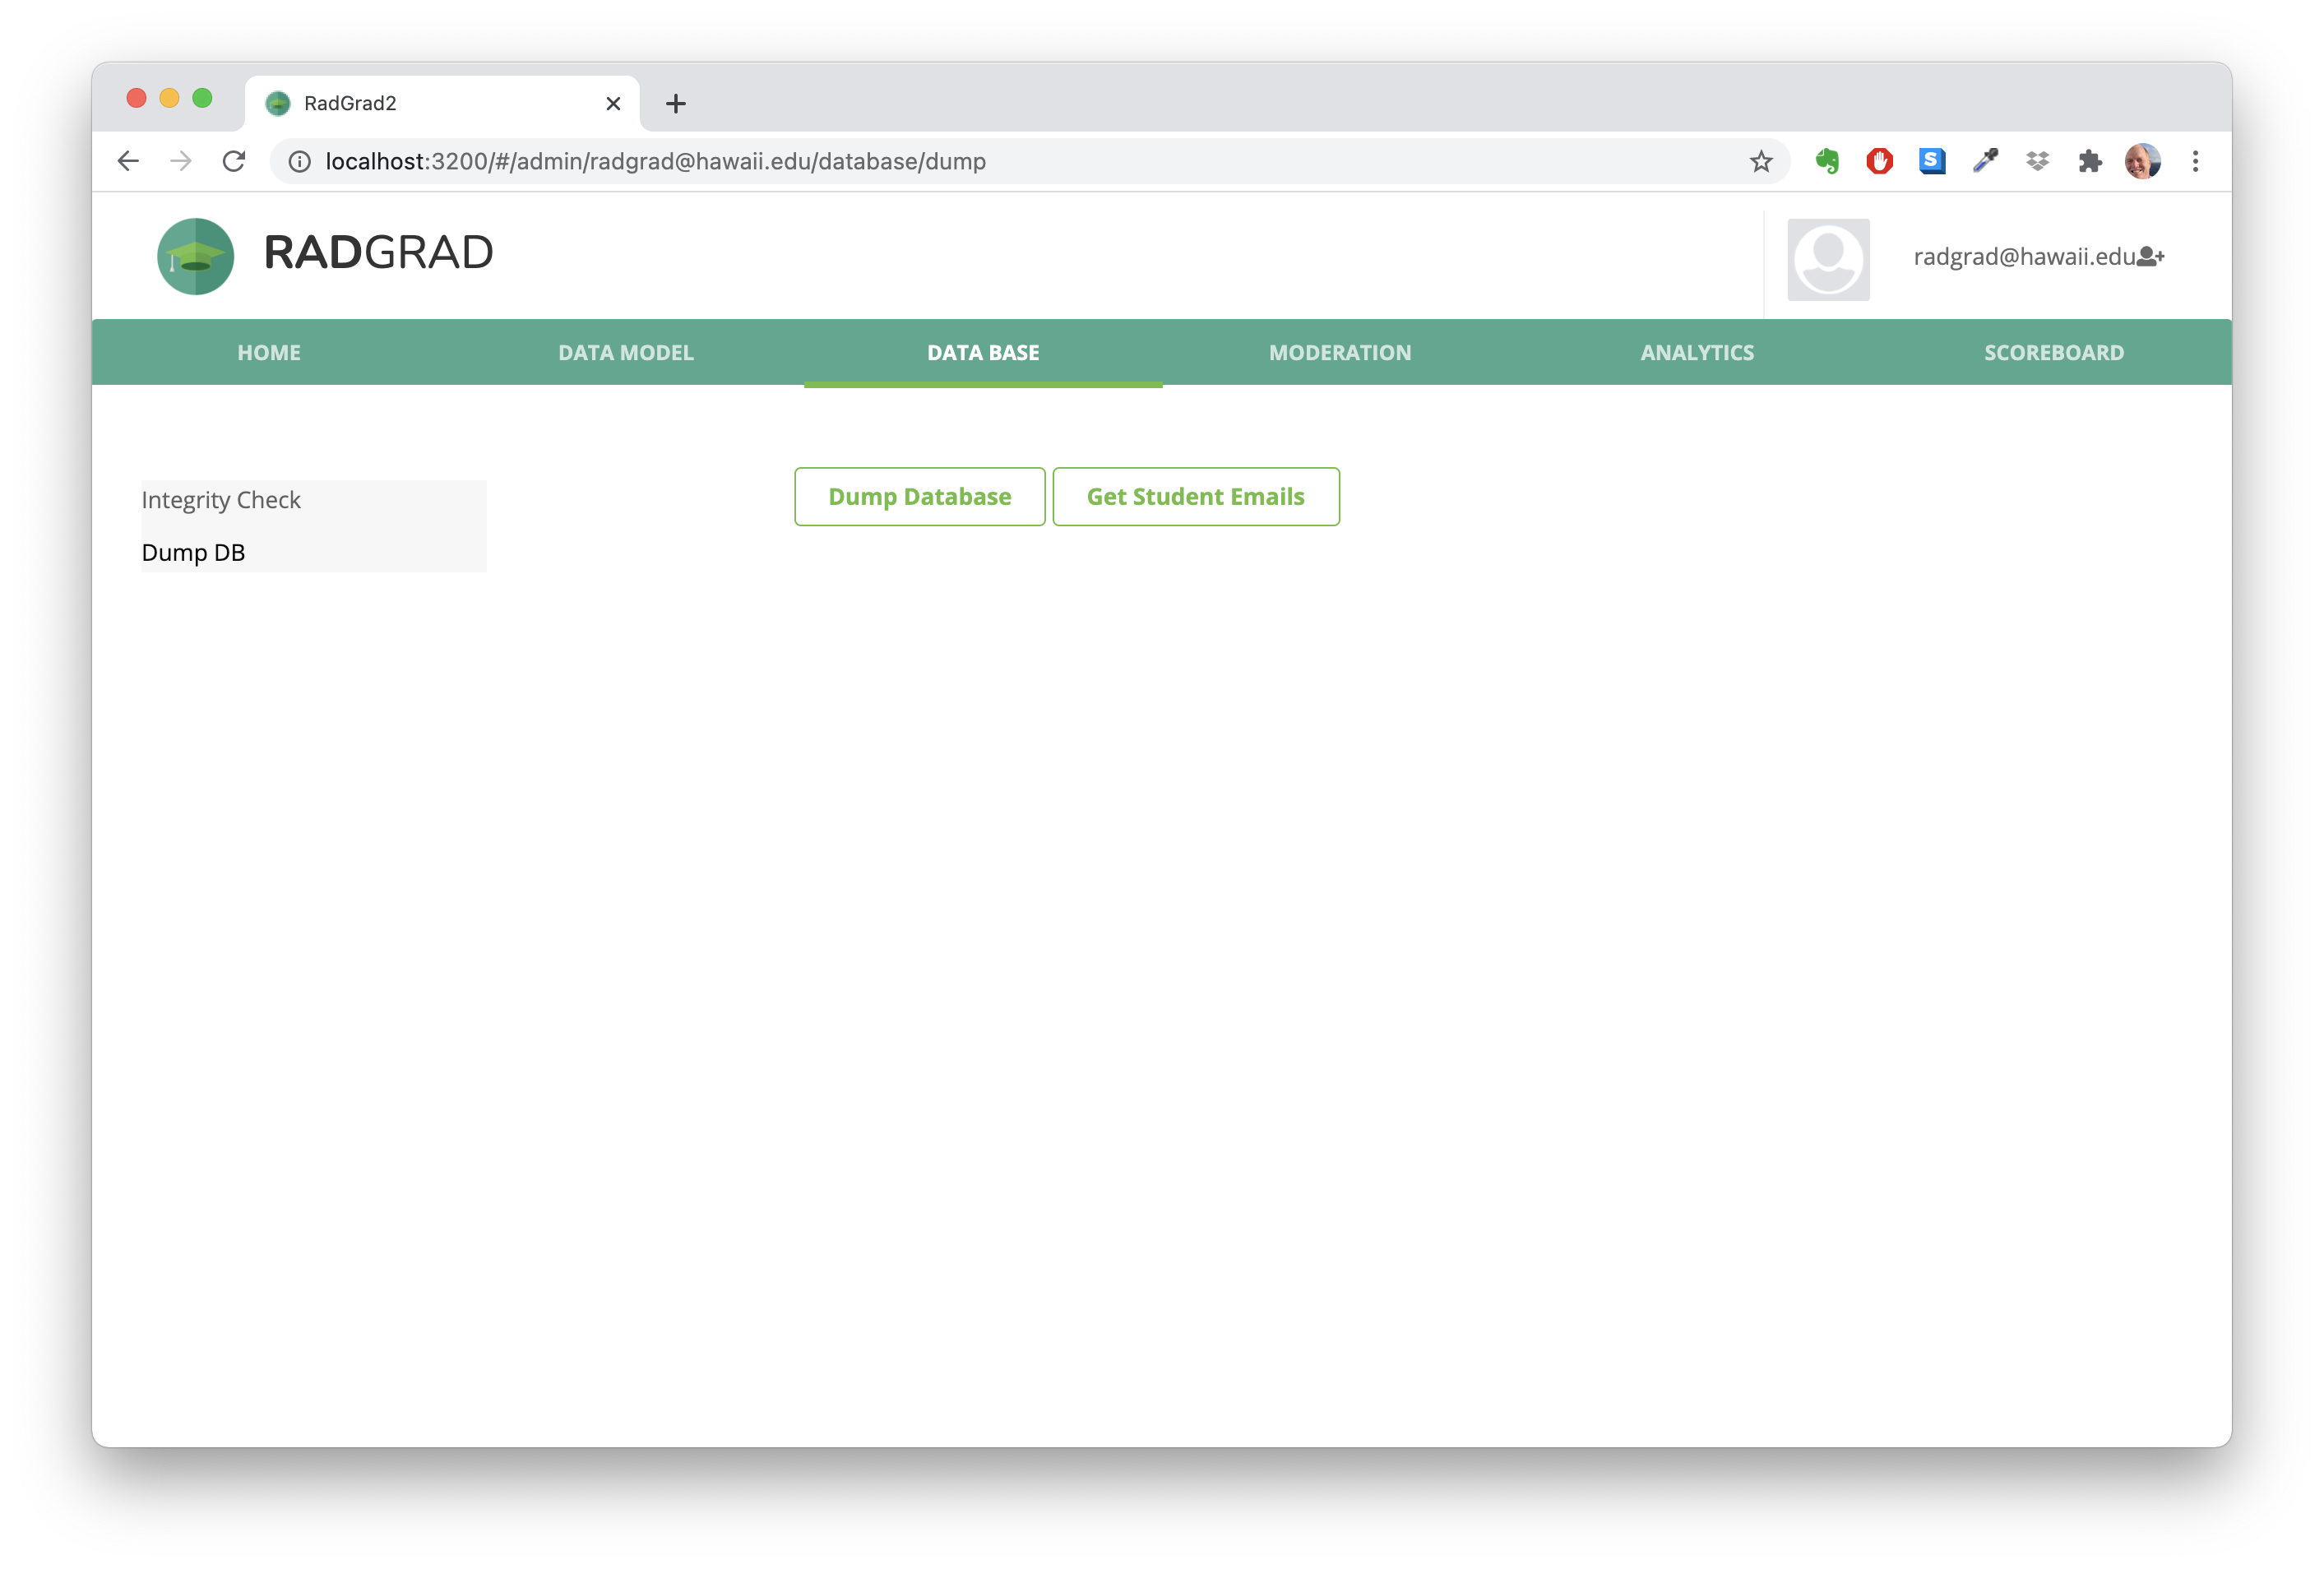 RadGrad2
localhost:3200/#/admin/radgrad@hawaii.edu/database/dump
S
RADGRAD
radgrad@hawaii.edu
HOME DATA MODEL DATA BASE MODERATION ANALYTICS SCOREBOARD
Dump Database Get Student Emails
Integrity Check
Dump DB